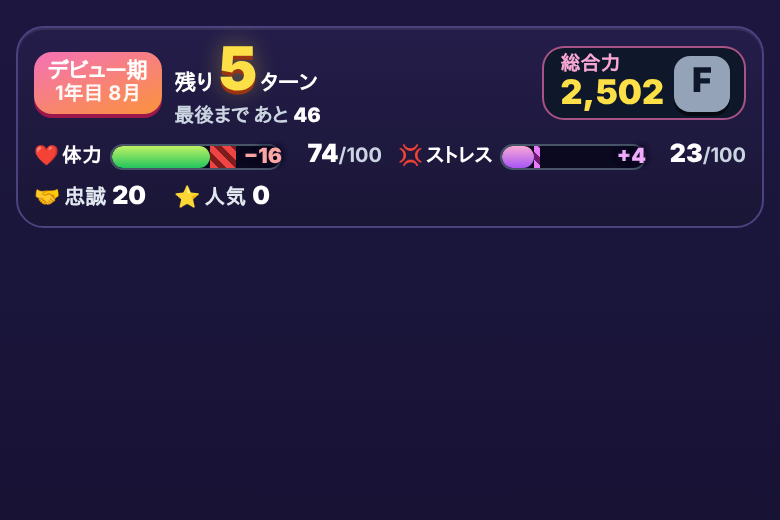 デビュー期
1年目 8月
残り 5 ターン
最後まで あと 46
総合力
2,502 F
体力 −16 74/100 ストレス +4 23/100
忠誠 20 人気 0